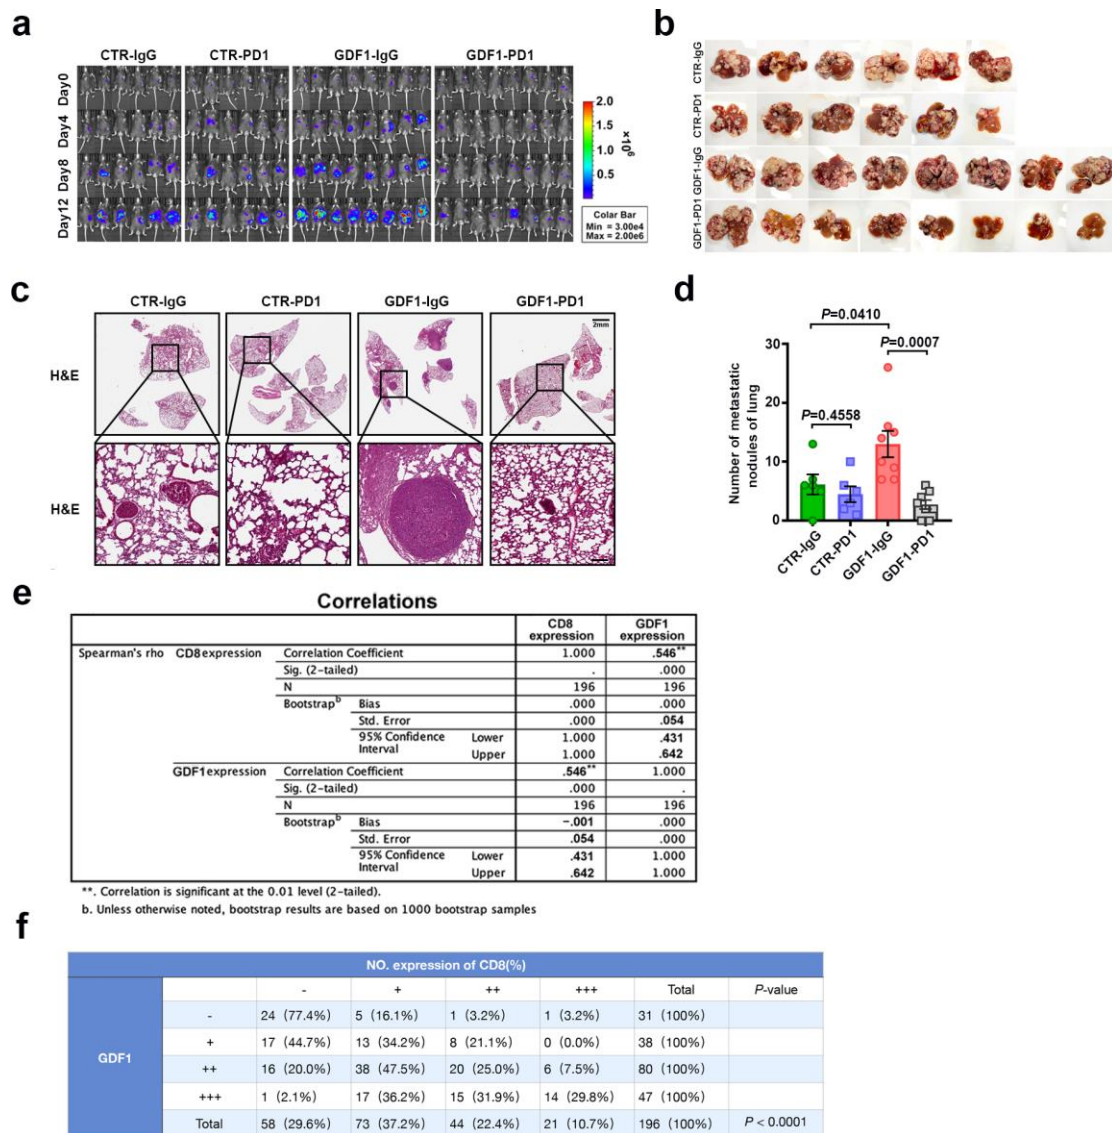 a
CTR-IgG CTR-PD1 GDF1-IgG GDF1-PD1
Day0
Day4
Day8
Day12
2.0
1.5
1.0
0.5
×10⁶
Colar Bar
Min = 3.00e4
Max = 2.00e6
b
CTR-IgG
CTR-PD1
GDF1-IgG
GDF1-PD1
c
CTR-IgG CTR-PD1 GDF1-IgG GDF1-PD1
2mm
H&E
H&E
d
P=0.0410
P=0.0007
P=0.4558
Number of metastatic
nodules of lung
30
20
10
0
CTR-IgG
CTR-PD1
GDF1-IgG
GDF1-PD1
e
Correlations
CD8 expression GDF1 expression
Spearman's rho CD8 expression Correlation Coefficient 1.000 .546**
Sig. (2-tailed) . .000
N 196 196
Bootstrapᵇ Bias .000 .000
Std. Error .000 .054
95% Confidence Interval Lower 1.000 .431
Upper 1.000 .642
GDF1 expression Correlation Coefficient .546** 1.000
Sig. (2-tailed) .000 .
N 196 196
Bootstrapᵇ Bias -.001 .000
Std. Error .054 .000
95% Confidence Interval Lower .431 1.000
Upper .642 1.000
**. Correlation is significant at the 0.01 level (2-tailed).
b. Unless otherwise noted, bootstrap results are based on 1000 bootstrap samples
f
NO. expression of CD8(%)
- + ++ +++ Total P-value
GDF1
- 24 (77.4%) 5 (16.1%) 1 (3.2%) 1 (3.2%) 31 (100%)
+ 17 (44.7%) 13 (34.2%) 8 (21.1%) 0 (0.0%) 38 (100%)
++ 16 (20.0%) 38 (47.5%) 20 (25.0%) 6 (7.5%) 80 (100%)
+++ 1 (2.1%) 17 (36.2%) 15 (31.9%) 14 (29.8%) 47 (100%)
Total 58 (29.6%) 73 (37.2%) 44 (22.4%) 21 (10.7%) 196 (100%) P < 0.0001